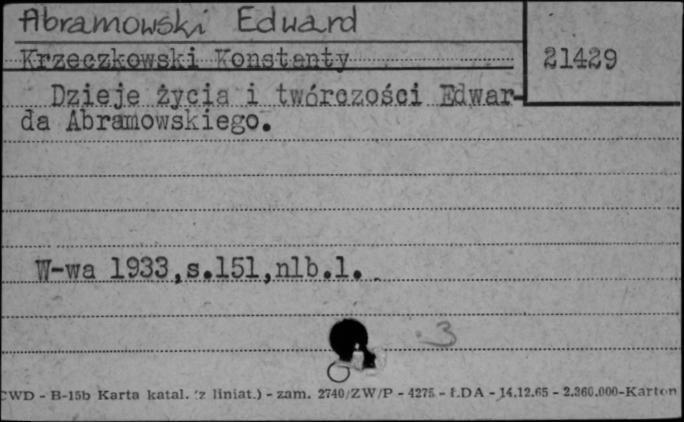 Abramowski Edward
Krzeczkowski Konstanty
21429
Dzieje życia i twórczości Edwar-
da Abramowskiego.
W-wa 1933,s.151,nlb.1.
3
CWD - B-15b Karta katal. (z liniat.) - zam. 2740/ZW/P - 4275 - ŁDA - 14.12.65 - 2.360.000-Karton